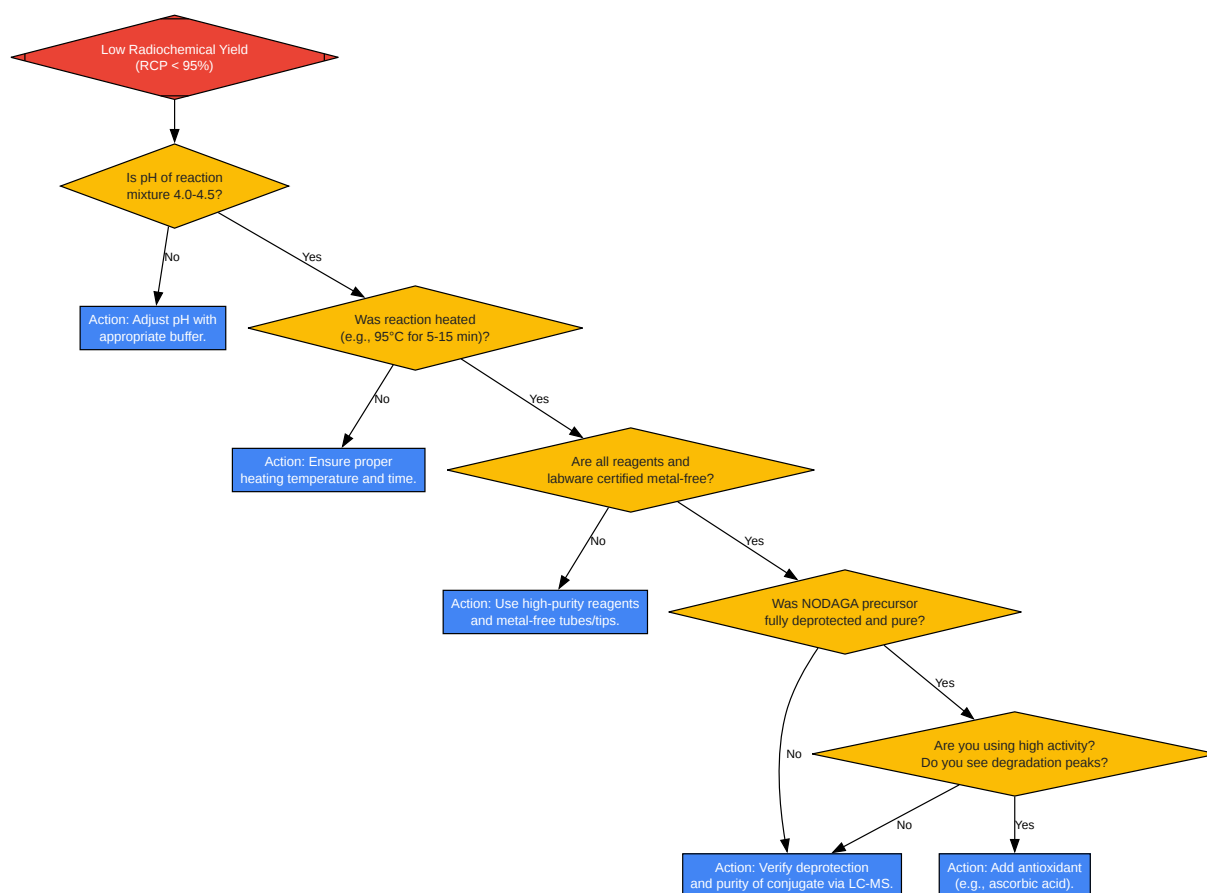 Low Radiochemical Yield
(RCP < 95%)
Is pH of reaction
mixture 4.0-4.5?
No
Yes
Action: Adjust pH with
appropriate buffer.
Was reaction heated
(e.g., 95°C for 5-15 min)?
No
Yes
Action: Ensure proper
heating temperature and time.
Are all reagents and
labware certified metal-free?
No
Yes
Action: Use high-purity reagents
and metal-free tubes/tips.
Was NODAGA precursor
fully deprotected and pure?
Yes
No
Are you using high activity?
Do you see degradation peaks?
No
Yes
Action: Verify deprotection
and purity of conjugate via LC-MS.
Action: Add antioxidant
(e.g., ascorbic acid).